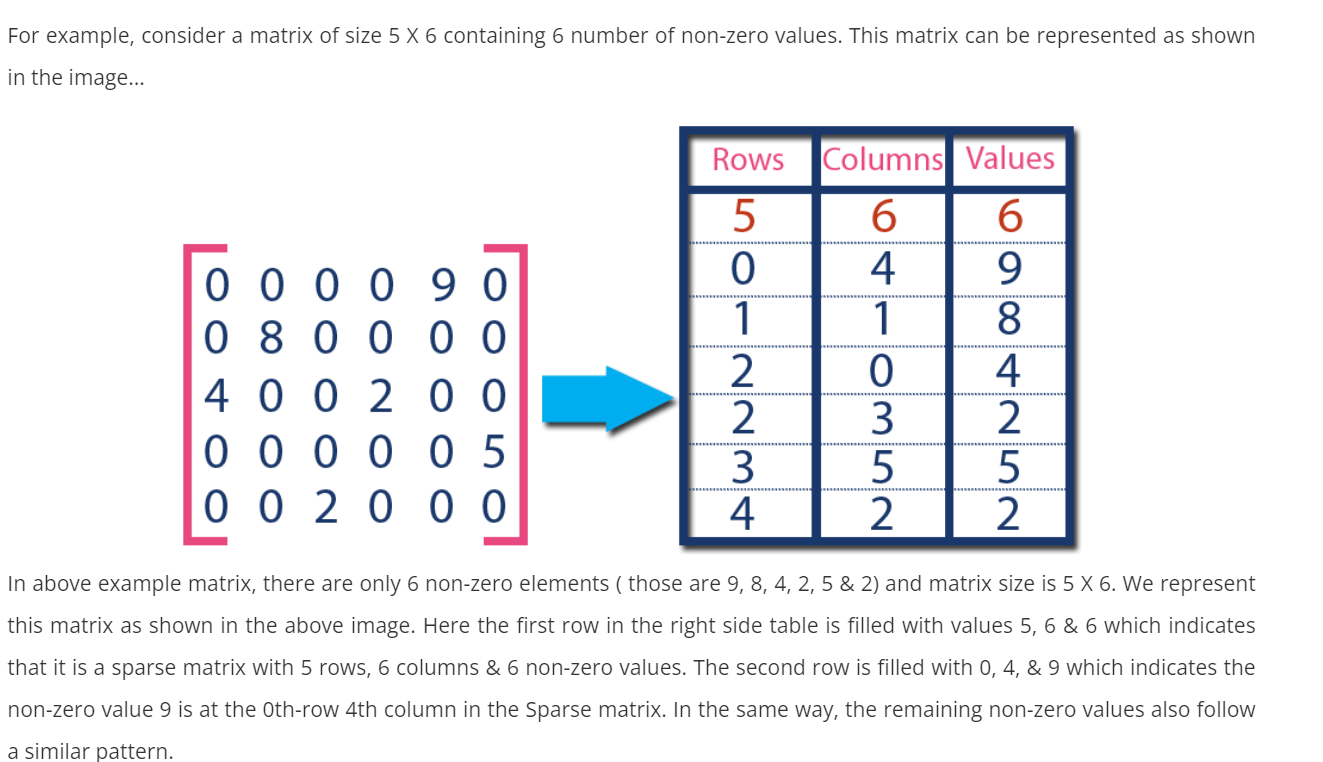 For example, consider a matrix of size 5 X 6 containing 6 number of non-zero values. This matrix can be represented as shown
in the image...
0 0 0 0 9 0
0 8 0 0 0 0
4 0 0 2 0 0
0 0 0 0 0 5
0 0 2 0 0 0
Rows Columns Values
5 6 6
0 4 9
1 1 8
2 0 4
2 3 2
3 5 5
4 2 2
In above example matrix, there are only 6 non-zero elements ( those are 9, 8, 4, 2, 5 & 2) and matrix size is 5 X 6. We represent
this matrix as shown in the above image. Here the first row in the right side table is filled with values 5, 6 & 6 which indicates
that it is a sparse matrix with 5 rows, 6 columns & 6 non-zero values. The second row is filled with 0, 4, & 9 which indicates the
non-zero value 9 is at the 0th-row 4th column in the Sparse matrix. In the same way, the remaining non-zero values also follow
a similar pattern.